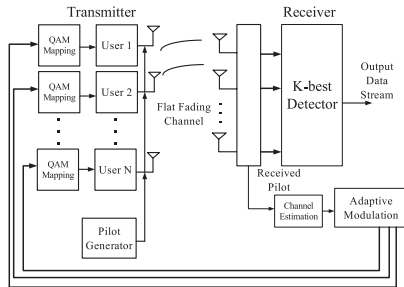 Transmitter
Receiver
QAM
Mapping
User 1
QAM
Mapping
User 2
QAM
Mapping
User N
Flat Fading
Channel
K-best
Detector
Output
Data
Stream
Received
Pilot
Pilot
Generator
Channel
Estimation
Adaptive
Modulation